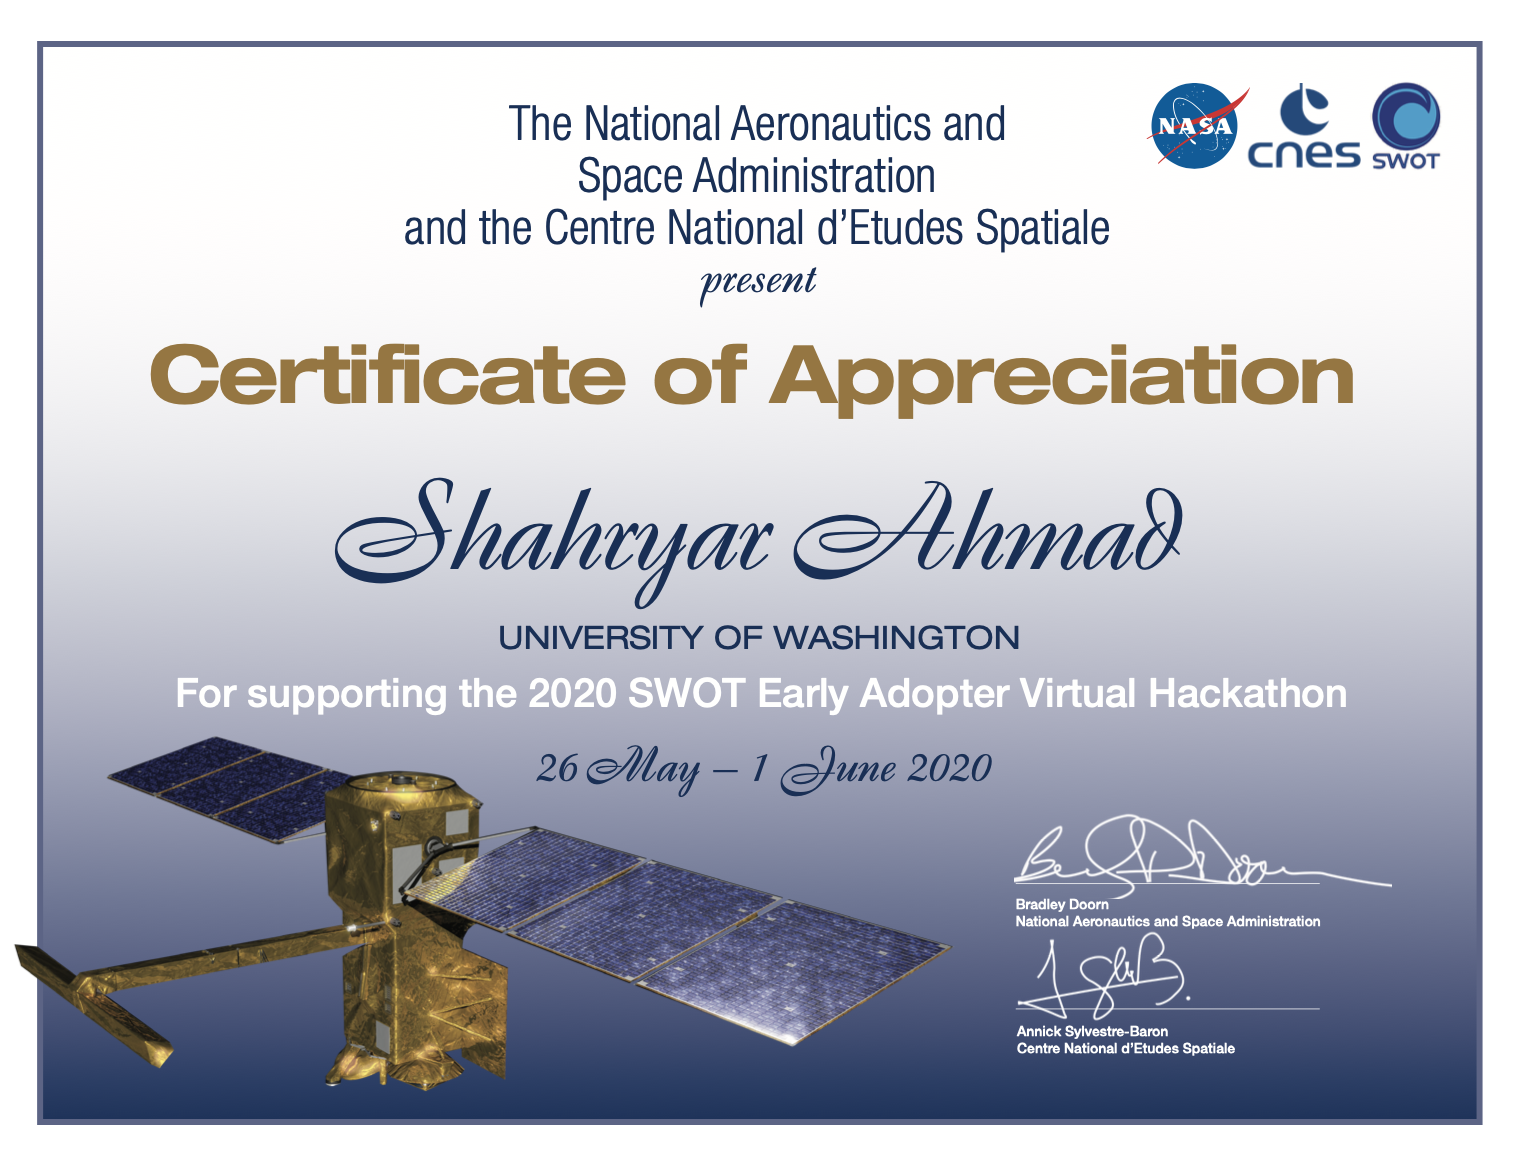 The National Aeronautics and
Space Administration
and the Centre National d'Etudes Spatiale
present
NASA
cnes
SWOT
Certificate of Appreciation
Shahryar Ahmad
UNIVERSITY OF WASHINGTON
For supporting the 2020 SWOT Early Adopter Virtual Hackathon
26 May – 1 June 2020
Bradley Doorn
National Aeronautics and Space Administration
Annick Sylvestre-Baron
Centre National d'Etudes Spatiale